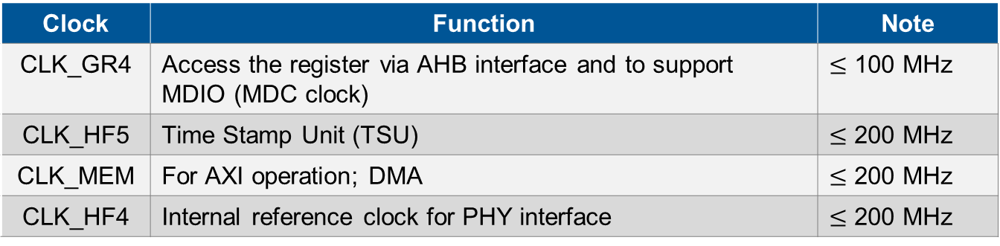 Clock Function Note
CLK_GR4 Access the register via AHB interface and to support ≤ 100 MHz
MDIO (MDC clock)
CLK_HF5 Time Stamp Unit (TSU) ≤ 200 MHz
CLK_MEM For AXI operation; DMA ≤ 200 MHz
CLK_HF4 Internal reference clock for PHY interface ≤ 200 MHz